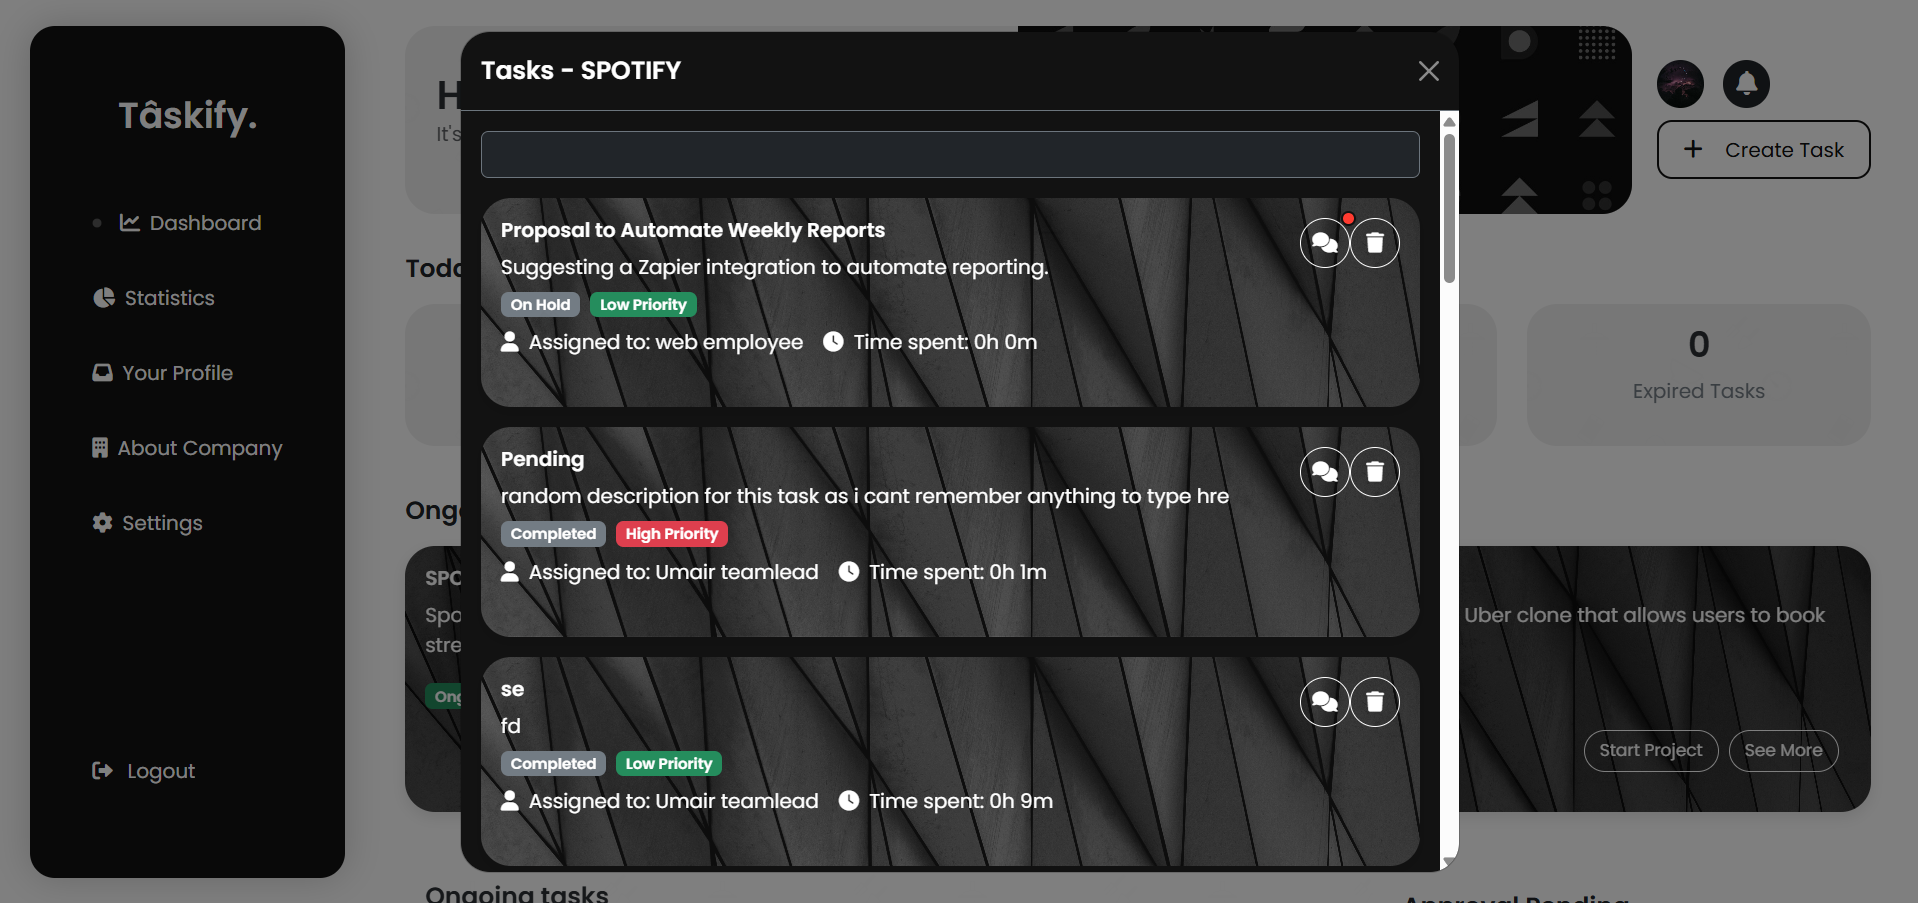 Tâskify.
Dashboard
Statistics
Your Profile
About Company
Settings
Logout
H
It's
Create Task
Toda
0
Expired Tasks
Ongo
SPO
Spo
stre
Ong
Uber clone that allows users to book
Start Project
See More
Ongoing tasks
Approval Pending
Tasks - SPOTIFY
Proposal to Automate Weekly Reports
Suggesting a Zapier integration to automate reporting.
On Hold
Low Priority
Assigned to: web employee
Time spent: 0h 0m
Pending
random description for this task as i cant remember anything to type hre
Completed
High Priority
Assigned to: Umair teamlead
Time spent: 0h 1m
se
fd
Completed
Low Priority
Assigned to: Umair teamlead
Time spent: 0h 9m